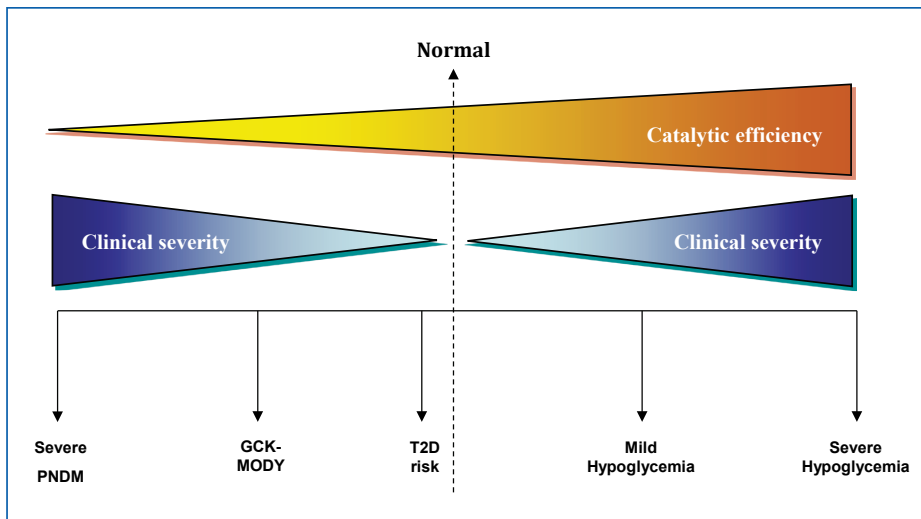 Normal
Catalytic efficiency
Clinical severity
Clinical severity
Severe
PNDM
GCK-
MODY
T2D
risk
Mild
Hypoglycemia
Severe
Hypoglycemia